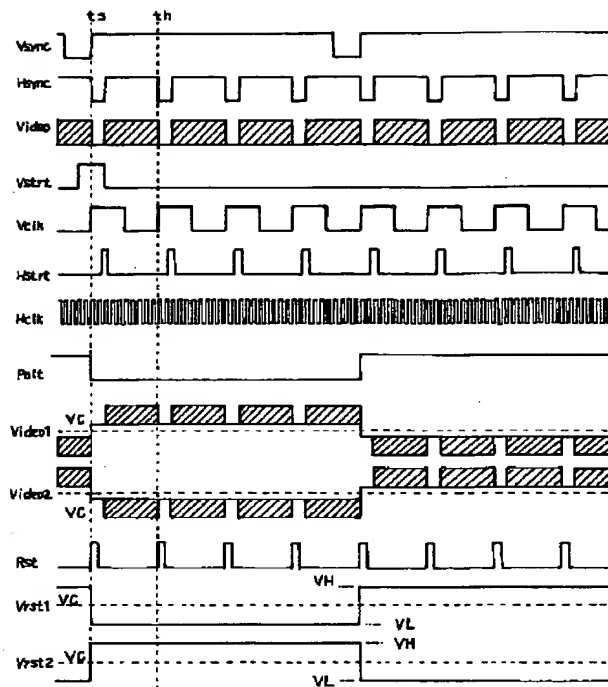 ts th
Vsync
Hsync
Video
Vstrt
Vclk
Hstrt
Hclk
Palt
VC
Video1
Video2
VC
Rst
VH
VC
Vrst1
VL
VH
VC
Vrst2
VL